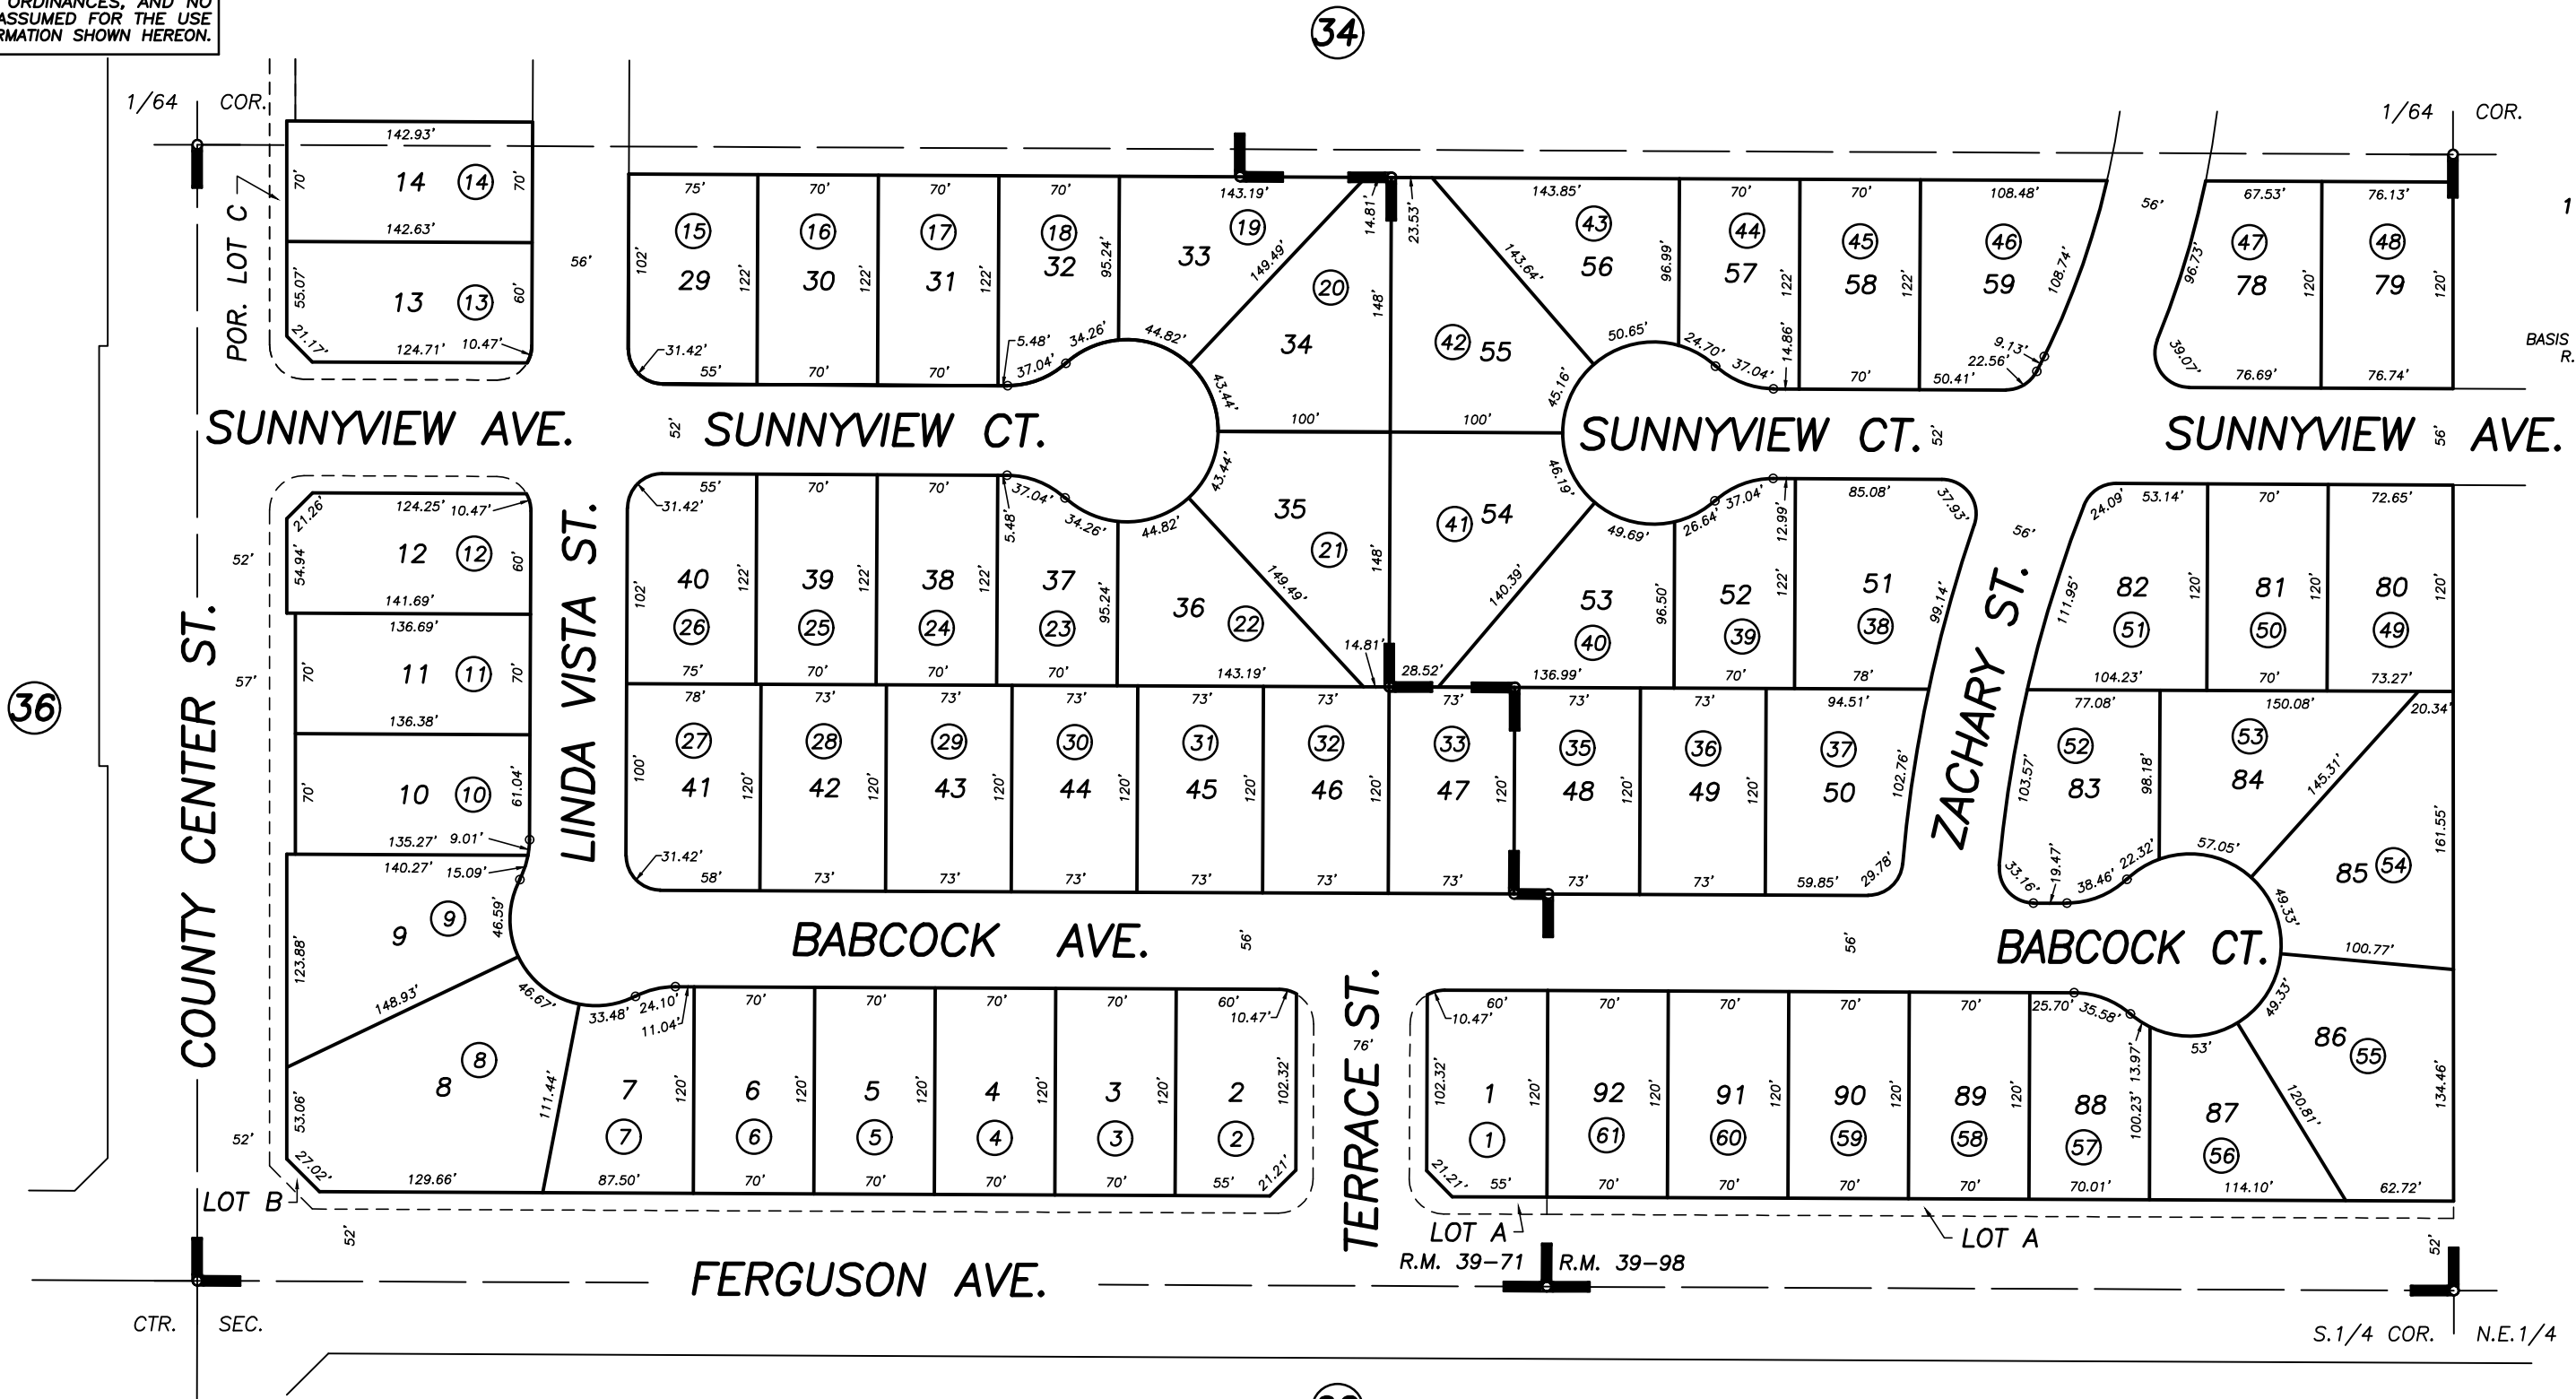 ORDINANCES, AND NO
ASSUMED FOR THE USE
RMATION SHOWN HEREON.
34
1/64 COR.
1/64 COR.
142.93'
70' 14 (14) 70'
POR. LOT C
142.63'
55.07' 13 (13) 60'
21.17' 124.71' 10.47'
56'
75' 70' 70' 70' 143.19' 14.81' 23.53' 143.85' 70' 70' 108.48' 56' 67.53' 76.13'
(15) (16) (17) (18) (19) (43) (44) (45) (46) (47) (48)
102' 29 122' 30 122' 31 122' 32 95.24' 33 149.49' (20) 148' 143.64' 56 96.99' 57 122' 58 122' 59 108.74' 96.73' 78 120' 79 120'
1
BASIS
R.
34 (42) 55
31.42' 55' 70' 70' 5.48' 37.04' 34.26' 44.82' 43.44' 45.16' 50.65' 24.70' 37.04' 14.86' 70' 50.41' 22.56' 9.13' 39.07' 76.69' 76.74'
100' 100'
SUNNYVIEW AVE. 52' SUNNYVIEW CT. SUNNYVIEW CT. 52' SUNNYVIEW AVE. 56'
21.26' 124.25' 10.47'
52' 54.94' 12 (12) 60'
141.69'
136.69'
57' 70' 11 (11) 70'
136.38'
70' 10 (10) 61.04'
135.27' 9.01'
36
COUNTY CENTER ST.
LINDA VISTA ST.
31.42' 55' 70' 70' 5.48' 37.04' 34.26' 44.82' 43.44' 46.19' 49.69' 26.64' 37.04' 12.99' 85.08' 37.93' 56' 24.09' 53.14' 70' 72.65'
35 (21) 148' (41) 54
102' 40 122' 39 122' 38 122' 37 95.24' 36 149.49' 140.39' 53 96.50' 52 122' 51 99.14' 111.95' 82 120' 81 120' 80 120'
(26) (25) (24) (23) (22) (40) (39) (38) (51) (50) (49)
75' 70' 70' 70' 143.19' 14.81' 28.52' 136.99' 70' 78' 104.23' 70' 73.27'
ZACHARY ST.
78' 73' 73' 73' 73' 73' 73' 73' 73' 94.51' 77.08' 150.08' 20.34'
(27) (28) (29) (30) (31) (32) (33) (35) (36) (37) (52) (53)
100' 41 120' 42 120' 43 120' 44 120' 45 120' 46 120' 47 120' 48 120' 49 120' 50 102.76' 103.57' 83 98.18' 84 145.31' 161.55'
31.42' 58' 73' 73' 73' 73' 73' 73' 73' 73' 59.85' 29.78' 33.16' 19.47' 38.46' 22.32' 57.05' 85 (54)
49.33'
140.27' 15.09'
123.88' 9 (9) 46.59'
148.93' 46.67'
BABCOCK AVE. 56' 56' BABCOCK CT. 100.77'
49.33'
33.48' 24.10' 11.04' 70' 70' 70' 70' 60' 10.47' 10.47' 60' 70' 70' 70' 70' 25.70' 35.58' 13.97' 53'
TERRACE ST.
76'
52' 53.06' 8 (8) 111.44' 7 120' 6 120' 5 120' 4 120' 3 120' 2 102.32' 102.32' 1 120' 92 120' 91 120' 90 120' 89 120' 88 100.23' 87 120.81' 86 (55) 134.46'
(7) (6) (5) (4) (3) (2) (1) (61) (60) (59) (58) (57) (56)
27.02' 129.66' 87.50' 70' 70' 70' 70' 55' 21.21' 21.21' 55' 70' 70' 70' 70' 70.01' 114.10' 62.72'
LOT B LOT A LOT A
52' 52'
R.M. 39-71 R.M. 39-98
FERGUSON AVE.
CTR. SEC.
S.1/4 COR. N.E.1/4